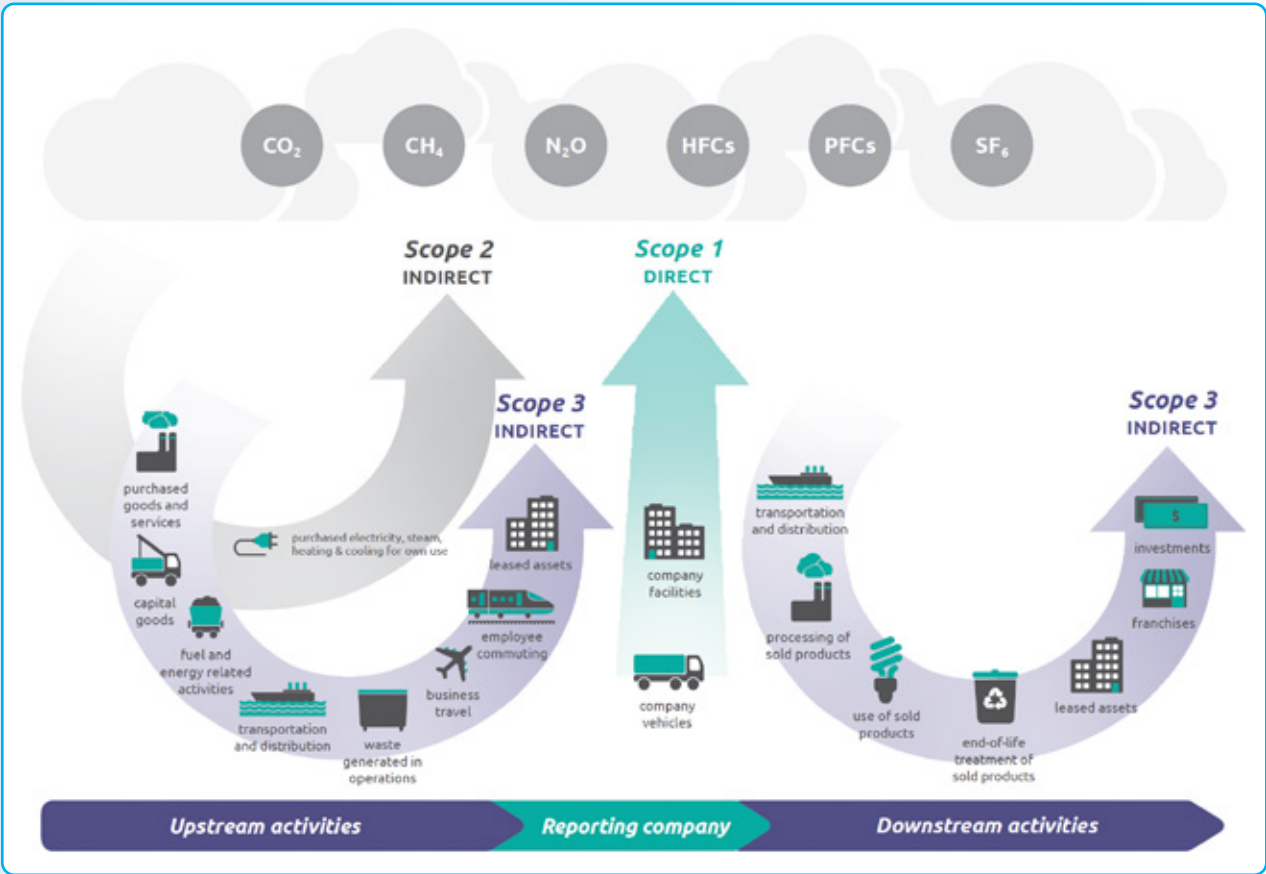 CO₂
CH₄
N₂O
HFCs
PFCs
SF₆
Scope 2
INDIRECT
Scope 1
DIRECT
Scope 3
INDIRECT
Scope 3
INDIRECT
purchased
goods and
services
capital
goods
fuel and
energy related
activities
transportation
and distribution
waste
generated in
operations
business
travel
employee
commuting
leased assets
purchased electricity, steam,
heating & cooling for own use
company
facilities
company
vehicles
transportation
and distribution
processing of
sold products
use of sold
products
end-of-life
treatment of
sold products
leased assets
franchises
$
investments
Upstream activities
Reporting company
Downstream activities